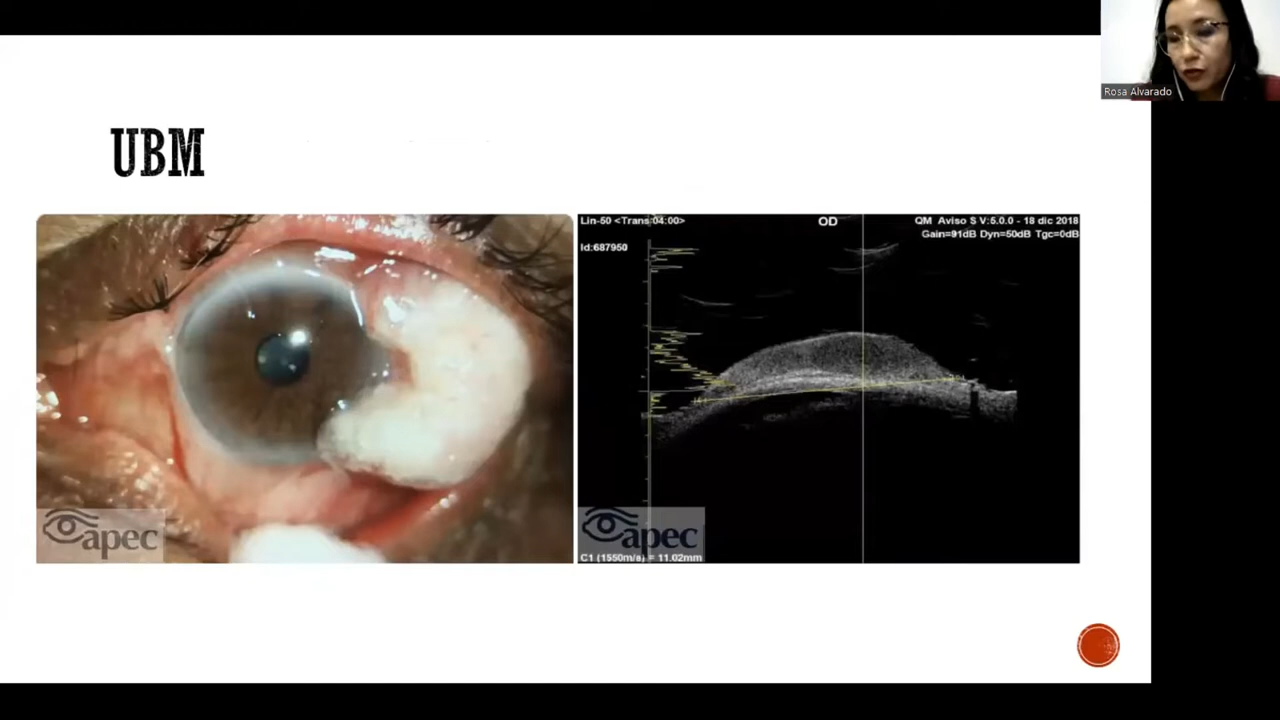 Rosa Alvarado
UBM
Lin-50 <Trans:04:00>
OD
QM Aviso S V:5.0.0 - 18 dic 2018
Gain=91dB Dyn=50dB Tgc=0dB
Id:687950
apec
apec
C1 (1550m/s) = 11.02mm